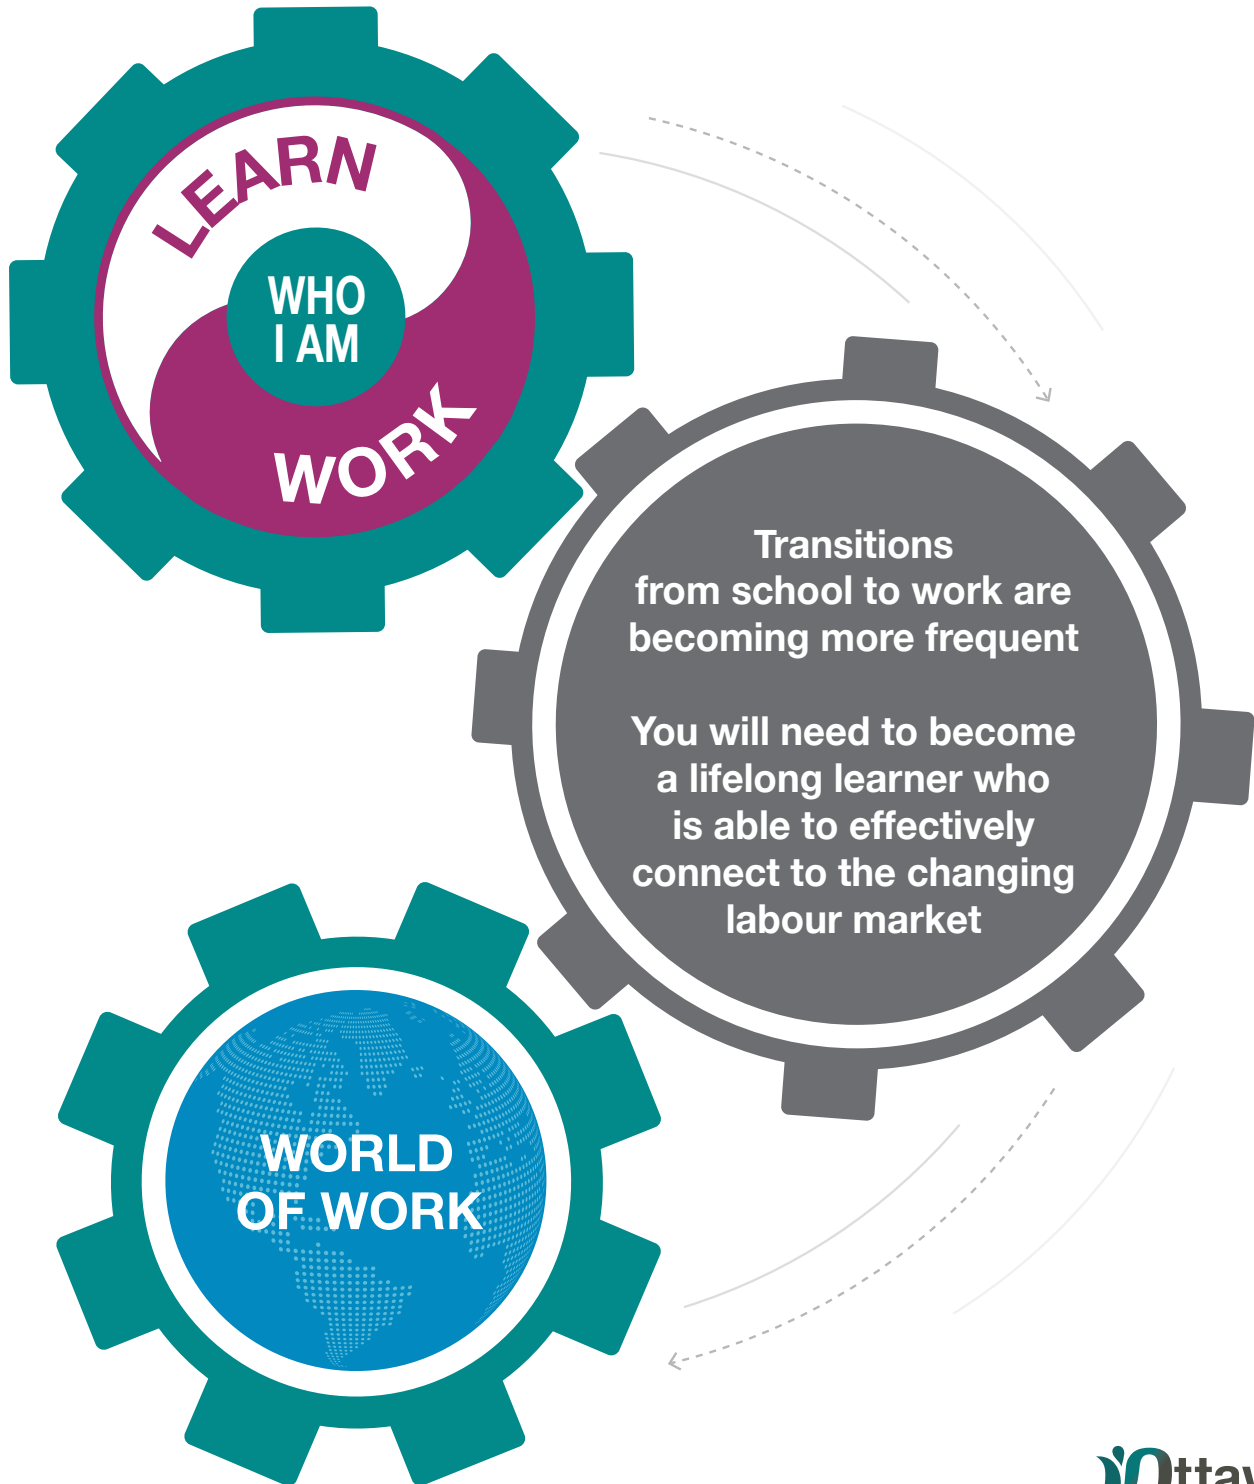 LEARN
WHO
I AM
WORK
Transitions
from school to work are
becoming more frequent
You will need to become
a lifelong learner who
is able to effectively
connect to the changing
labour market
WORLD
OF WORK